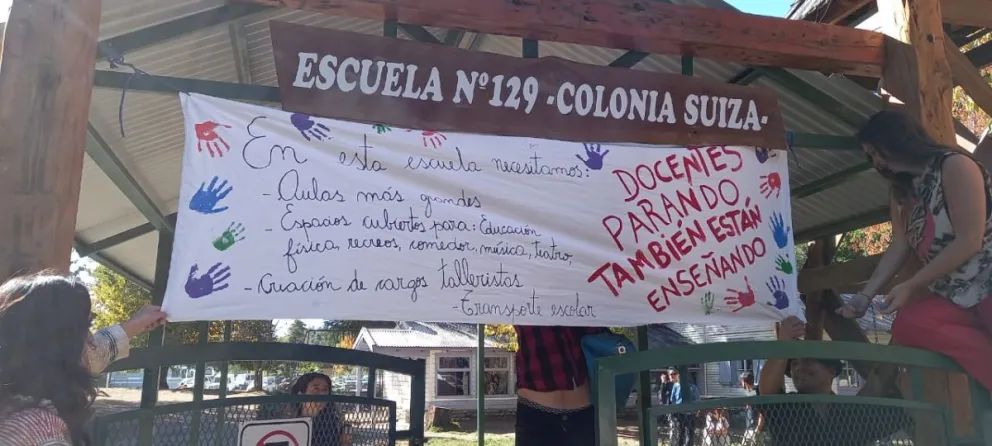 ESCUELA Nº129 -COLONIA SUIZA-
En esta escuela necesitamos:
- Aulas más grandes
- Espacios cubiertos para: Educación
física, recreos, comedor, música, teatro,
- Creación de cargos talleristas
- Transporte escolar
DOCENTES
PARANDO
TAMBIÉN ESTÁN
ENSEÑANDO